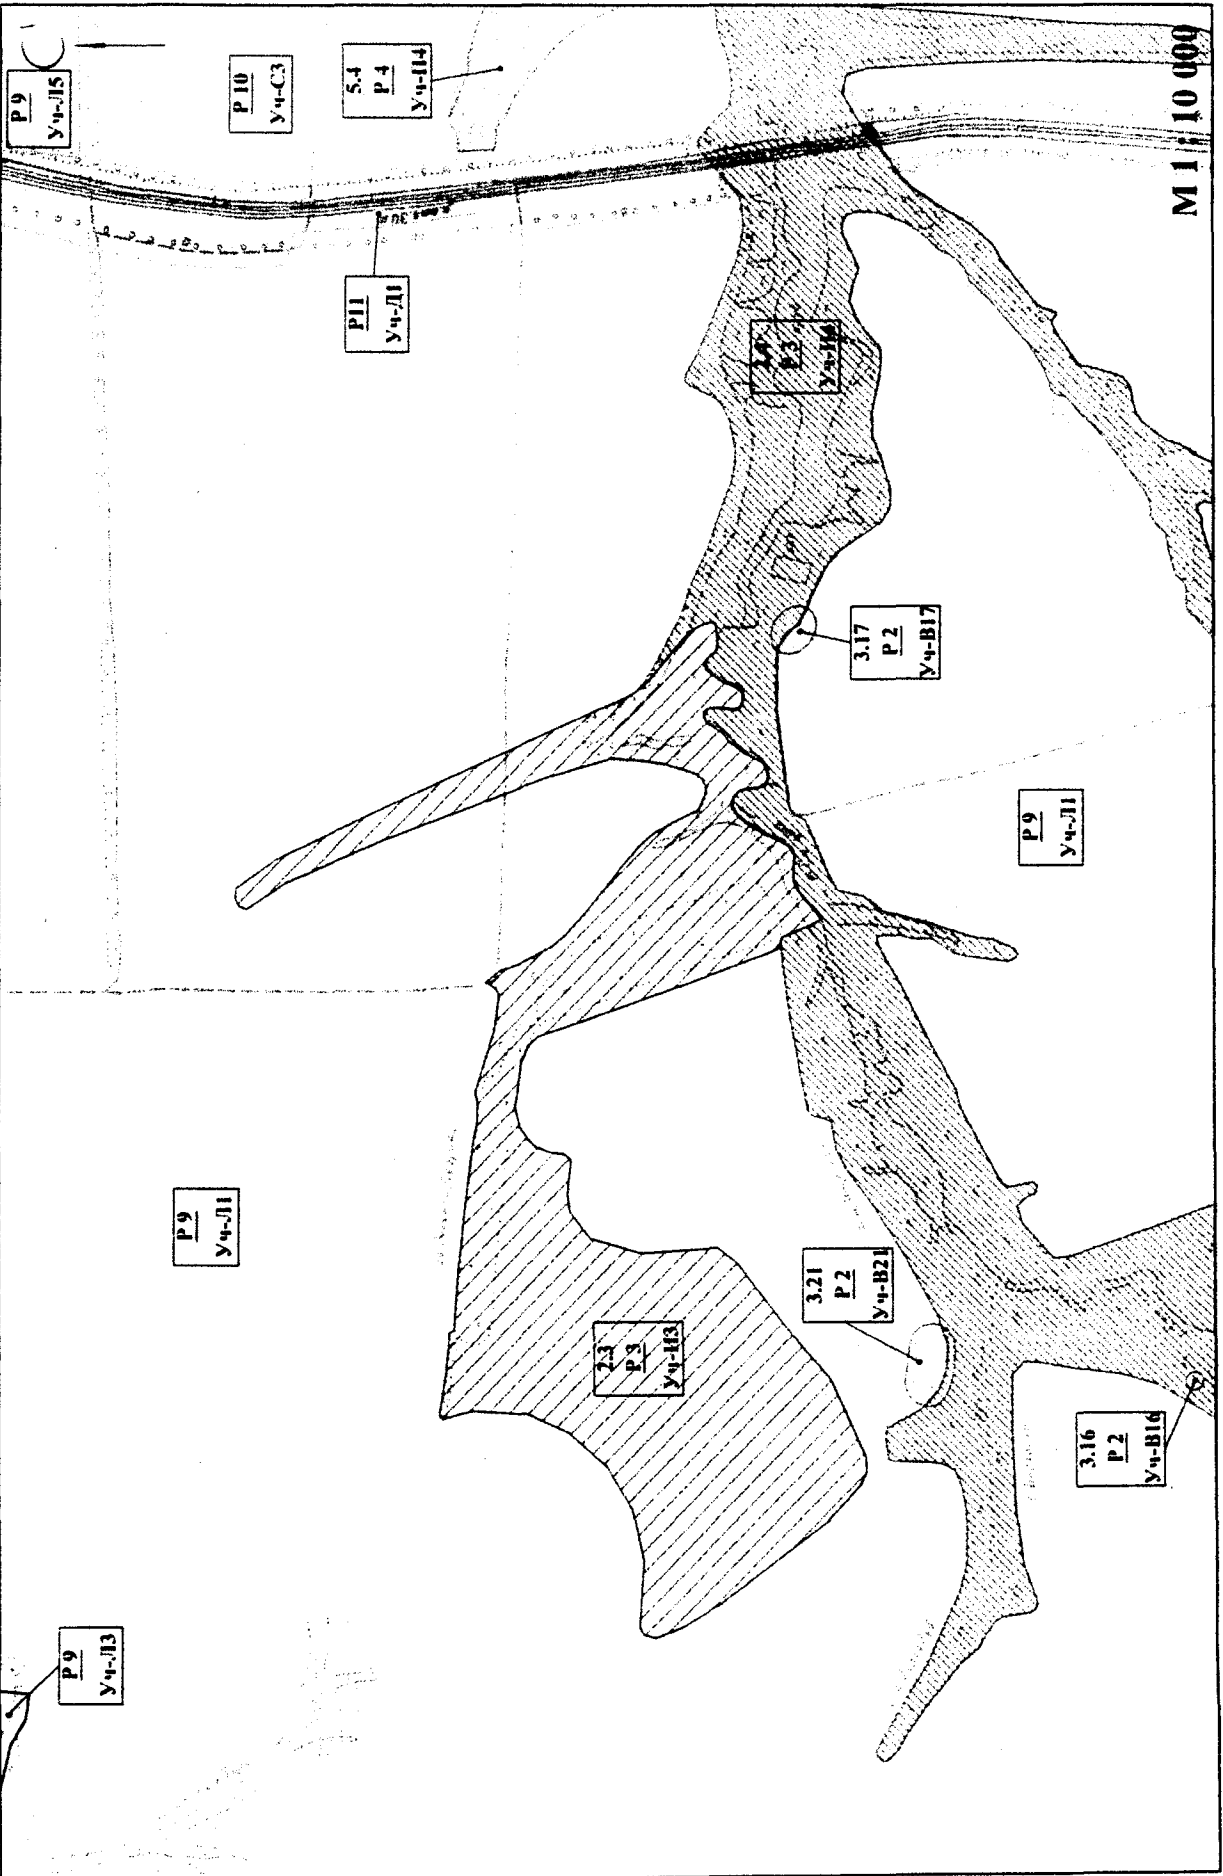 Р 9
Уч-Л5
С
Р 10
Уч-С3
5.4
Р 4
Уч-П4
Р11
Уч-Д1
Р 3
3.17
Р 2
Уч-В17
Р 9
Уч-Л1
Р 9
Уч-Л1
2.3
Р 3
Уч-Н3
3.21
Р 2
Уч-В21
3.16
Р 2
Уч-В16
Р 9
Уч-Л3
М 1 : 10 000